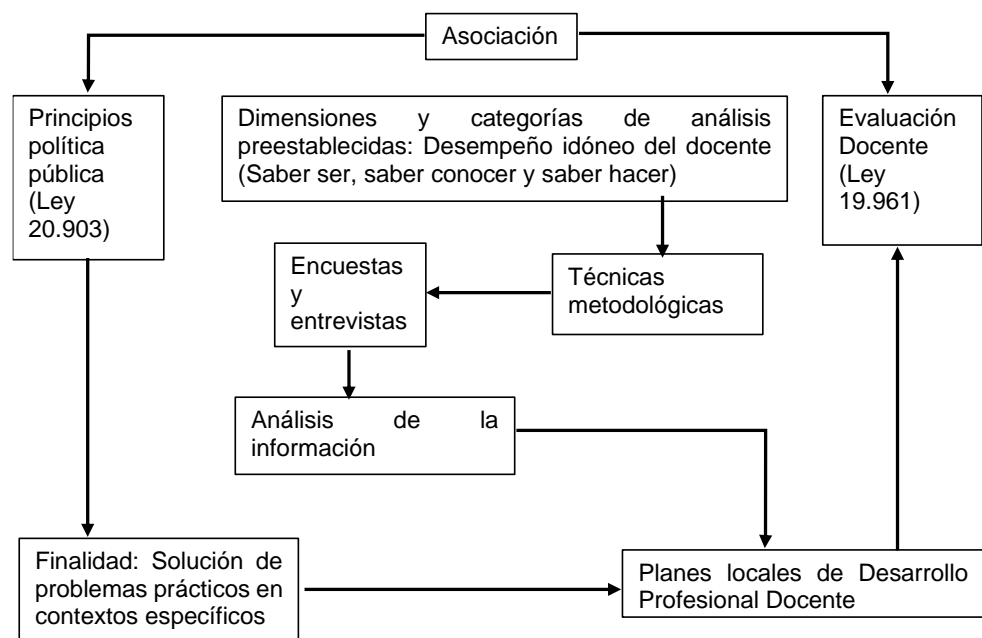 Asociación
Principios
política
pública
(Ley
20.903)
Dimensiones y categorías de análisis
preestablecidas: Desempeño idóneo del docente
(Saber ser, saber conocer y saber hacer)
Evaluación
Docente
(Ley
19.961)
Encuestas
y
entrevistas
Técnicas
metodológicas
Análisis de la
información
Finalidad: Solución de
problemas prácticos en
contextos específicos
Planes locales de Desarrollo
Profesional Docente